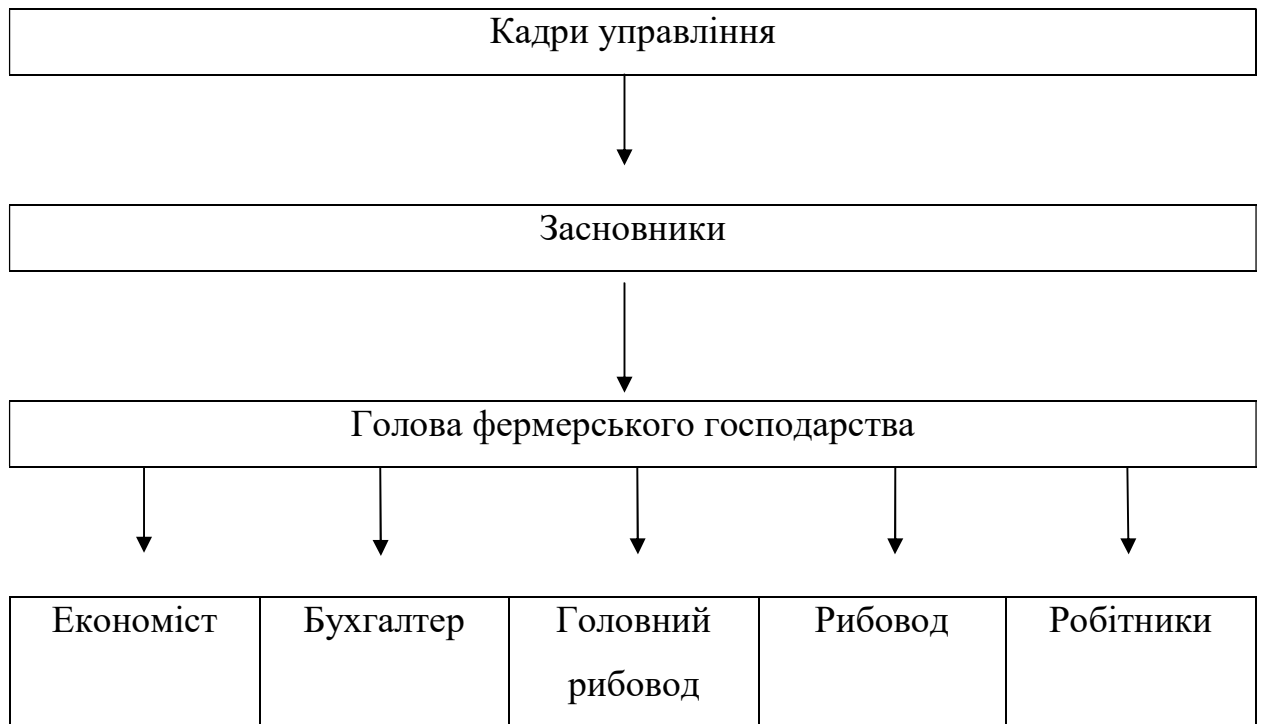 Кадри управління
Засновники
Голова фермерського господарства
Економіст
Бухгалтер
Головний
рибовод
Рибовод
Робітники